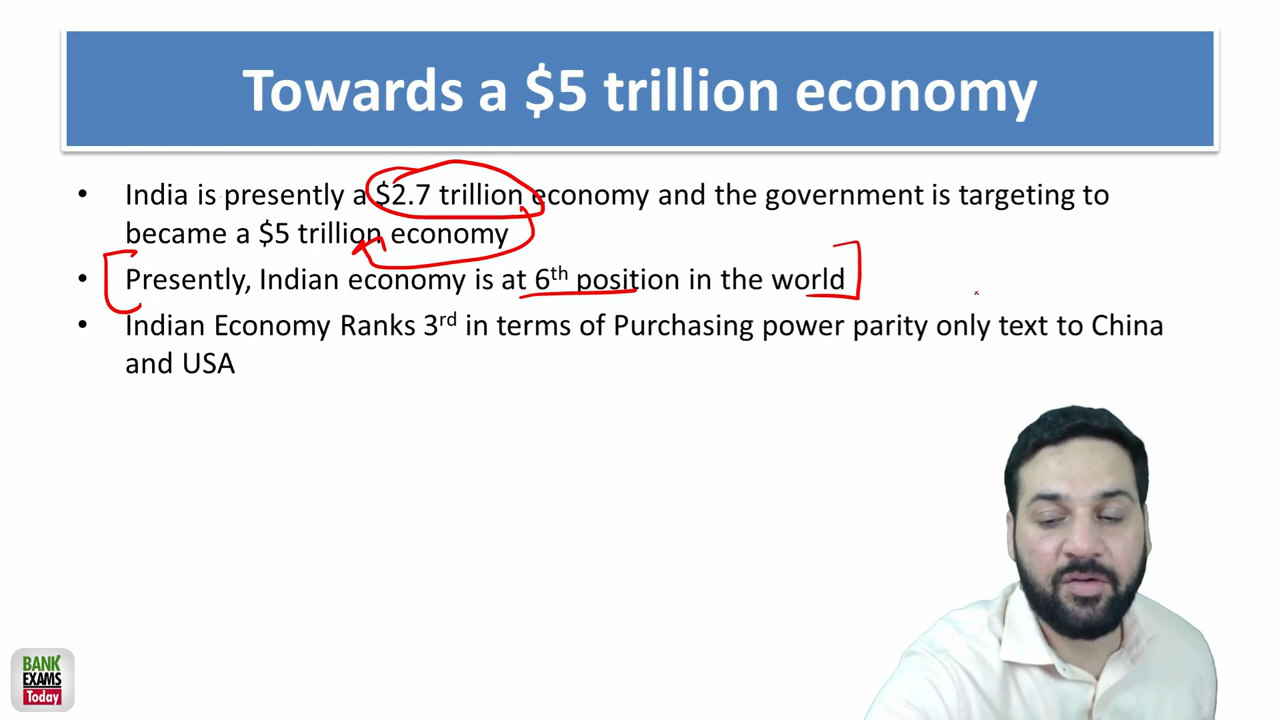 Towards a $5 trillion economy
• India is presently a $2.7 trillion economy and the government is targeting to
became a $5 trillion economy
• Presently, Indian economy is at 6th position in the world
• Indian Economy Ranks 3rd in terms of Purchasing power parity only text to China
and USA
BANK
EXAMS
Today